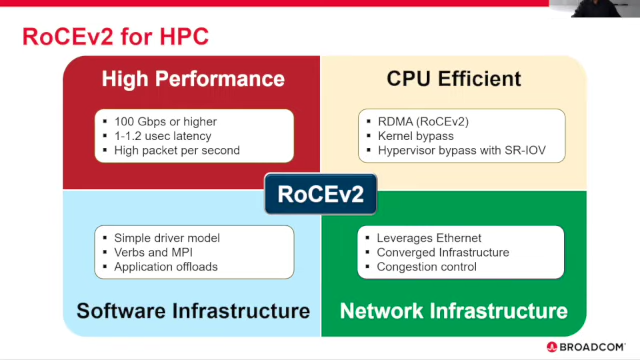 RoCEv2 for HPC
High Performance
▪ 100 Gbps or higher
▪ 1-1.2 usec latency
▪ High packet per second
CPU Efficient
▪ RDMA (RoCEv2)
▪ Kernel bypass
▪ Hypervisor bypass with SR-IOV
RoCEv2
▪ Simple driver model
▪ Verbs and MPI
▪ Application offloads
Software Infrastructure
▪ Leverages Ethernet
▪ Converged Infrastructure
▪ Congestion control
Network Infrastructure
BROADCOM